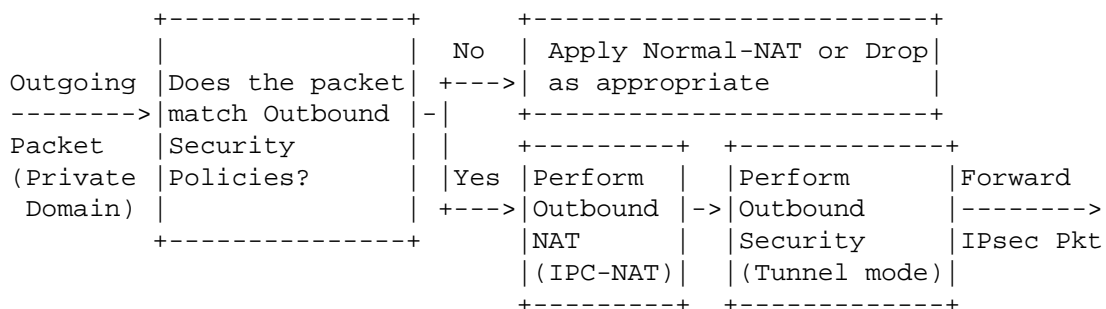 No
Apply Normal-NAT or Drop
as appropriate
Outgoing
Packet
(Private
Domain)
Does the packet
match Outbound
Security
Policies?
Yes
Perform
Outbound
NAT
(IPC-NAT)
Perform
Outbound
Security
(Tunnel mode)
Forward
IPsec Pkt